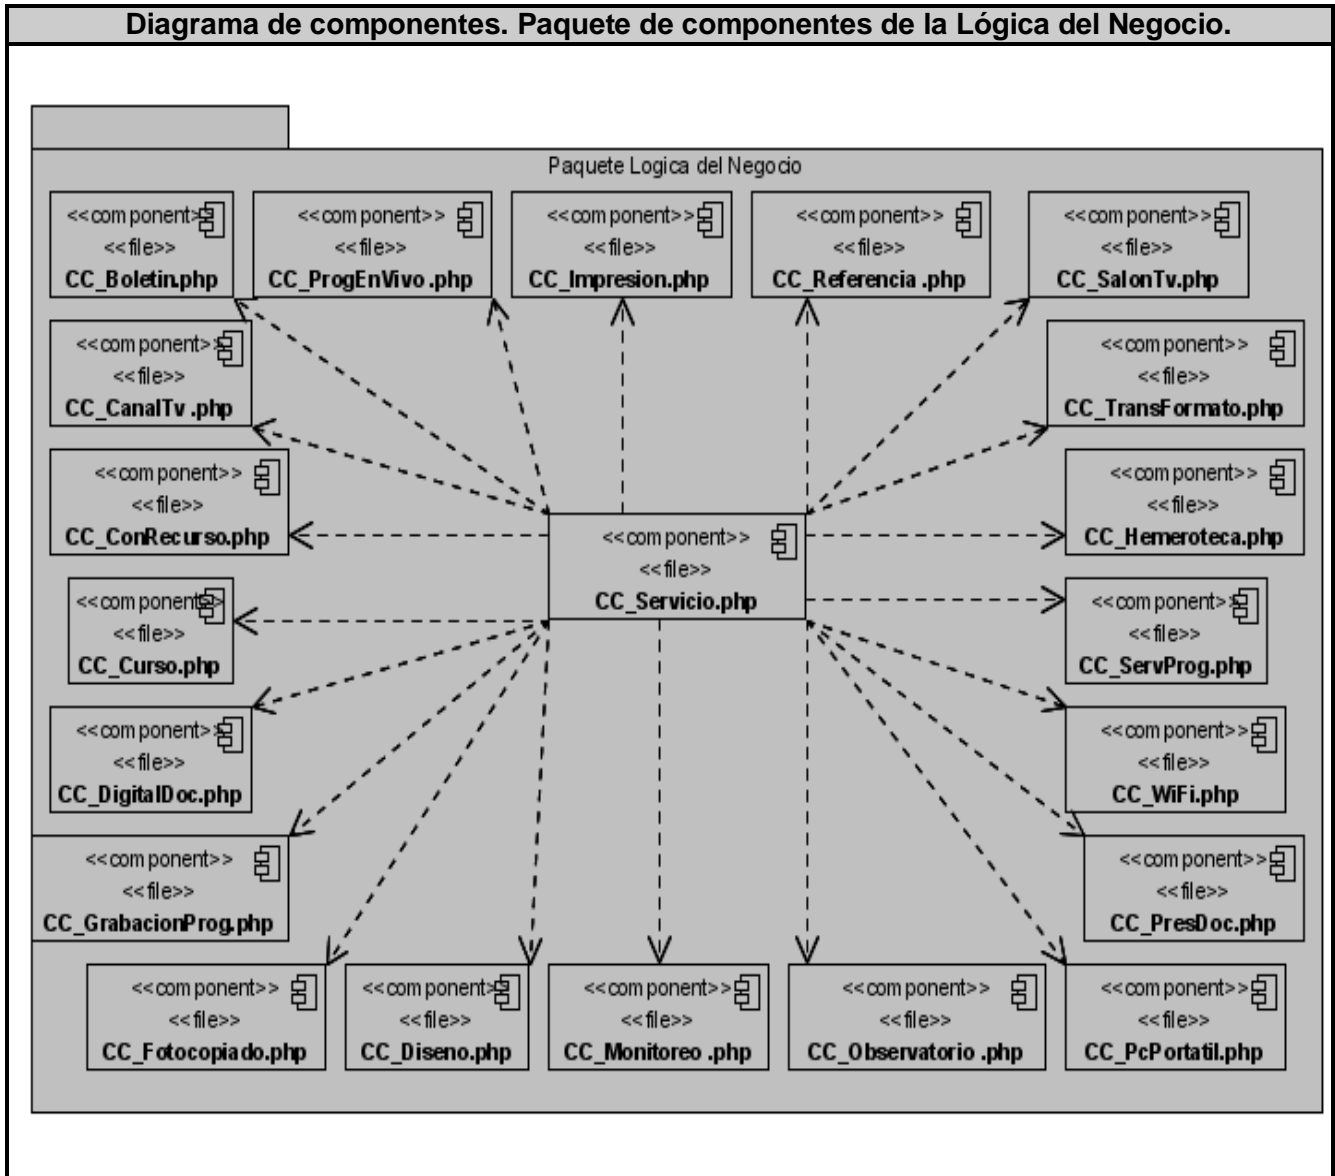 Diagrama de componentes. Paquete de componentes de la Lógica del Negocio.
Paquete Logica del Negocio
<<component>>
<<file>>
CC_Boletin.php
<<component>>
<<file>>
CC_ProgEnVivo.php
<<component>>
<<file>>
CC_Impresion.php
<<component>>
<<file>>
CC_Referencia.php
<<component>>
<<file>>
CC_SalonTv.php
<<component>>
<<file>>
CC_CanalTv.php
<<component>>
<<file>>
CC_TransFormato.php
<<component>>
<<file>>
CC_ConRecurso.php
<<component>>
<<file>>
CC_Hemeroteca.php
<<component>>
<<file>>
CC_Servicio.php
<<component>>
<<file>>
CC_Curso.php
<<component>>
<<file>>
CC_ServProg.php
<<component>>
<<file>>
CC_DigitalDoc.php
<<component>>
<<file>>
CC_WiFi.php
<<component>>
<<file>>
CC_GrabacionProg.php
<<component>>
<<file>>
CC_PresDoc.php
<<component>>
<<file>>
CC_Fotocopiado.php
<<component>>
<<file>>
CC_Diseno.php
<<component>>
<<file>>
CC_Monitoreo.php
<<component>>
<<file>>
CC_Observatorio.php
<<component>>
<<file>>
CC_PcPortatil.php